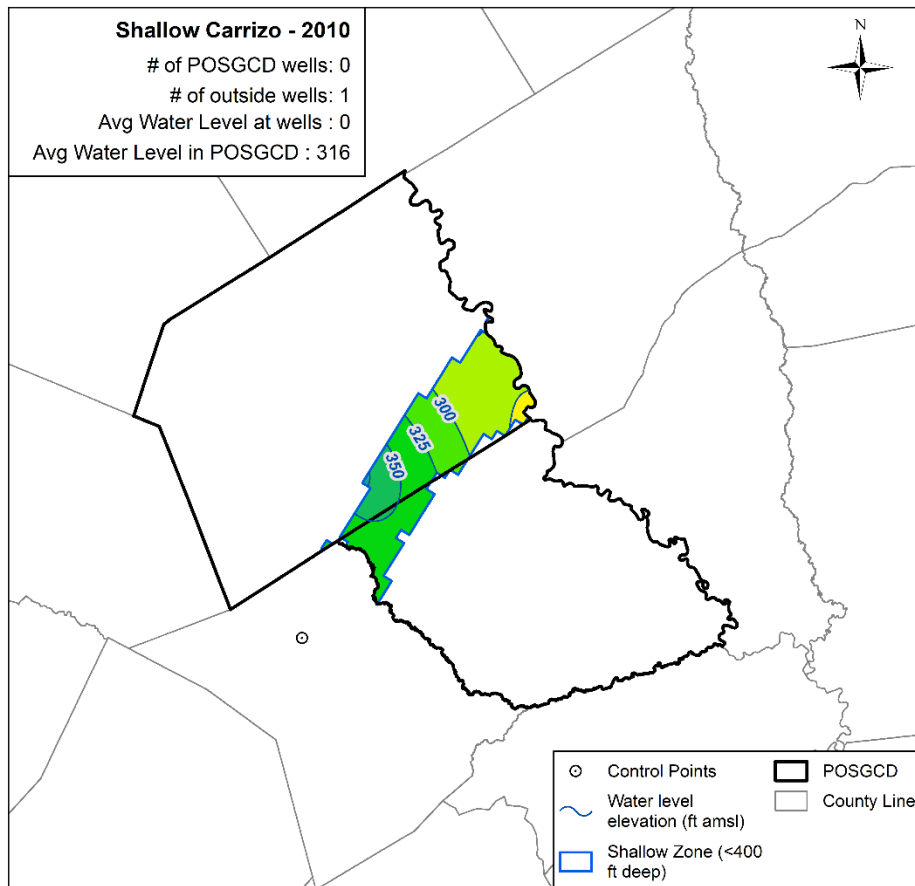 Shallow Carrizo - 2010
# of POSGCD wells: 0
# of outside wells: 1
Avg Water Level at wells : 0
Avg Water Level in POSGCD : 316
N
300
325
350
Control Points
POSGCD
Water level
elevation (ft amsl)
County Line
Shallow Zone (<400
ft deep)